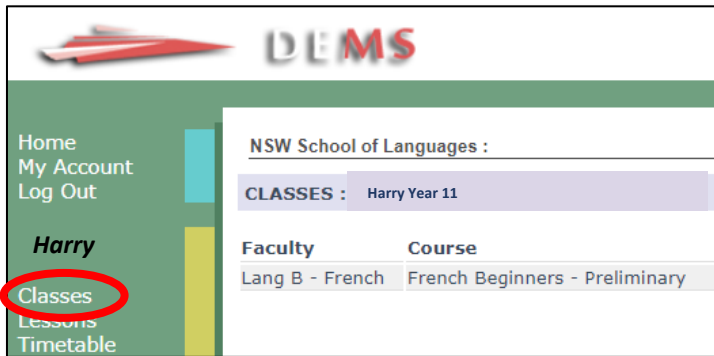 DEMS
Home
My Account
Log Out
Harry
Classes
Lessons
Timetable
NSW School of Languages :
CLASSES : Harry Year 11
Faculty Course
Lang B - French French Beginners - Preliminary